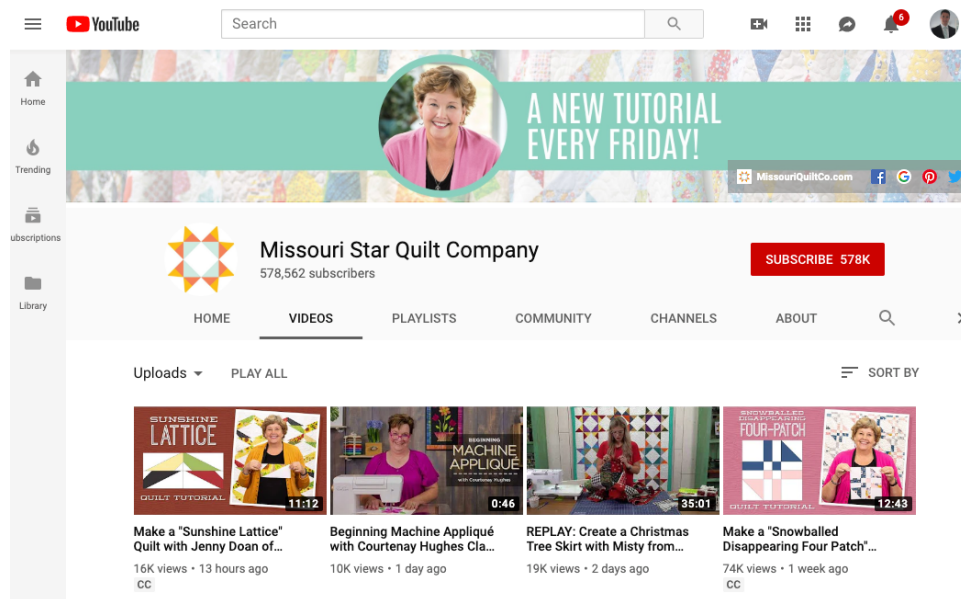 YouTube
Search
6
Home
Trending
ubscriptions
Library
A NEW TUTORIAL
EVERY FRIDAY!
MissouriQuiltCo.com
Missouri Star Quilt Company
578,562 subscribers
SUBSCRIBE 578K
HOME VIDEOS PLAYLISTS COMMUNITY CHANNELS ABOUT
Uploads PLAY ALL SORT BY
SUNSHINE
LATTICE
QUILT TUTORIAL
11:12
BEGINNING
MACHINE
APPLIQUÉ
with Courtenay Hughes
0:46
35:01
SNOWBALLED
DISAPPEARING
FOUR-PATCH
QUILT TUTORIAL
12:43
Make a "Sunshine Lattice"
Quilt with Jenny Doan of...
16K views • 13 hours ago
CC
Beginning Machine Appliqué
with Courtenay Hughes Cla...
10K views • 1 day ago
REPLAY: Create a Christmas
Tree Skirt with Misty from...
19K views • 2 days ago
Make a "Snowballed
Disappearing Four Patch"...
74K views • 1 week ago
CC